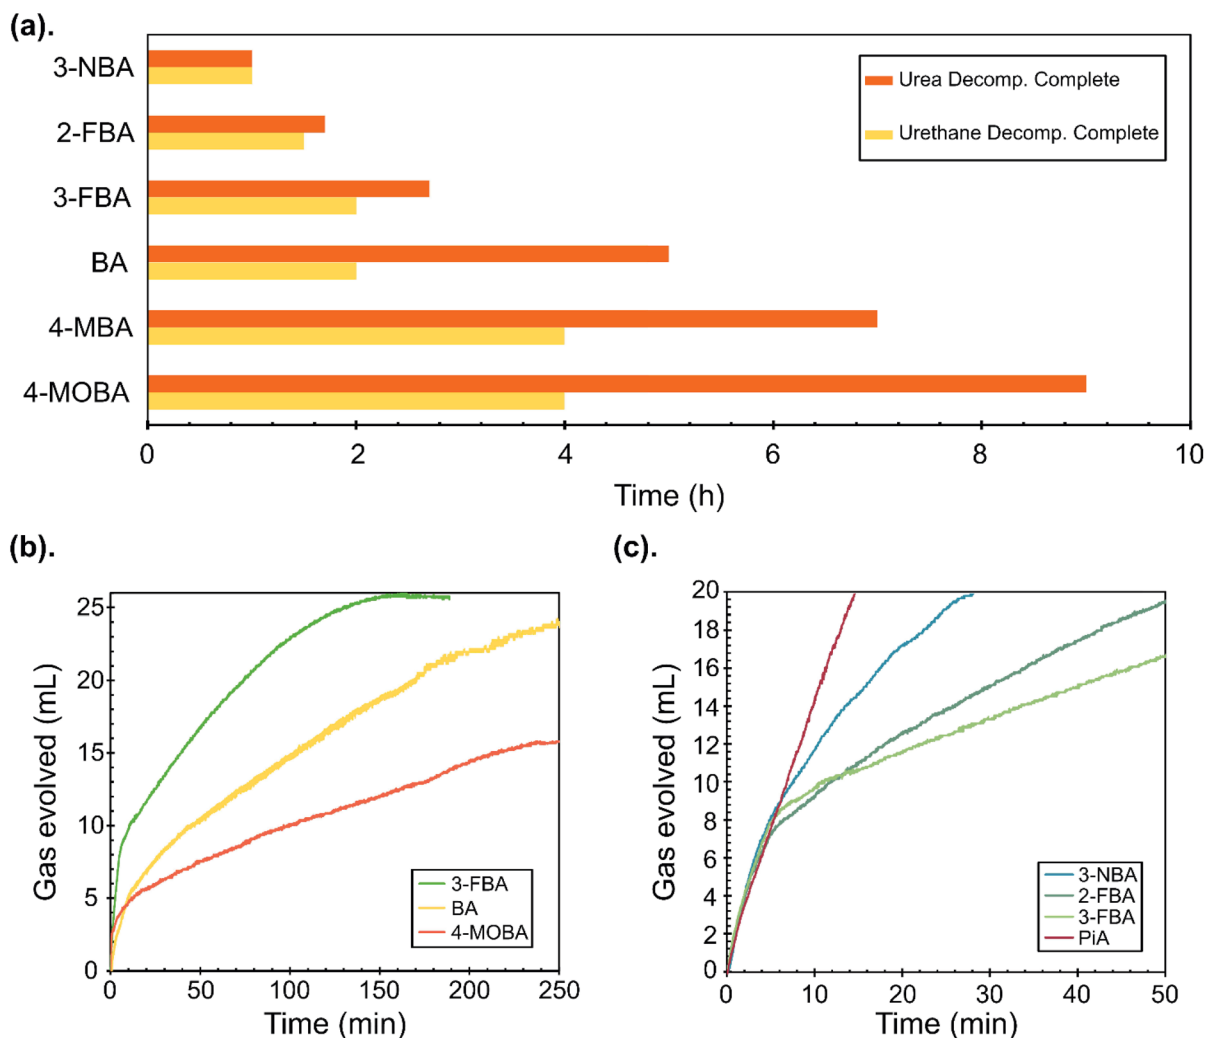 (a).
3-NBA
2-FBA
3-FBA
BA
4-MBA
4-MOBA
Urea Decomp. Complete
Urethane Decomp. Complete
0 2 4 6 8 10
Time (h)
(b).
Gas evolved (mL)
25
20
15
10
5
0
3-FBA
BA
4-MOBA
0 50 100 150 200 250
Time (min)
(c).
Gas evolved (mL)
20
18
16
14
12
10
8
6
4
2
0
3-NBA
2-FBA
3-FBA
PiA
0 10 20 30 40 50
Time (min)